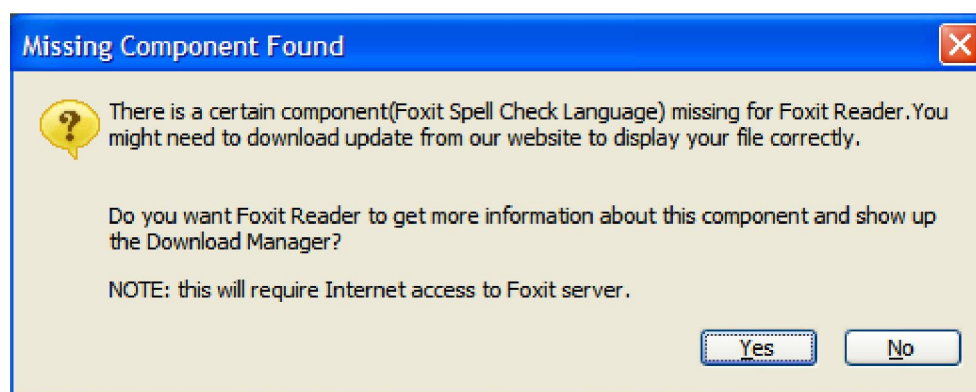 Missing Component Found
There is a certain component(Foxit Spell Check Language) missing for Foxit Reader.You
might need to download update from our website to display your file correctly.
Do you want Foxit Reader to get more information about this component and show up
the Download Manager?
NOTE: this will require Internet access to Foxit server.
Yes No